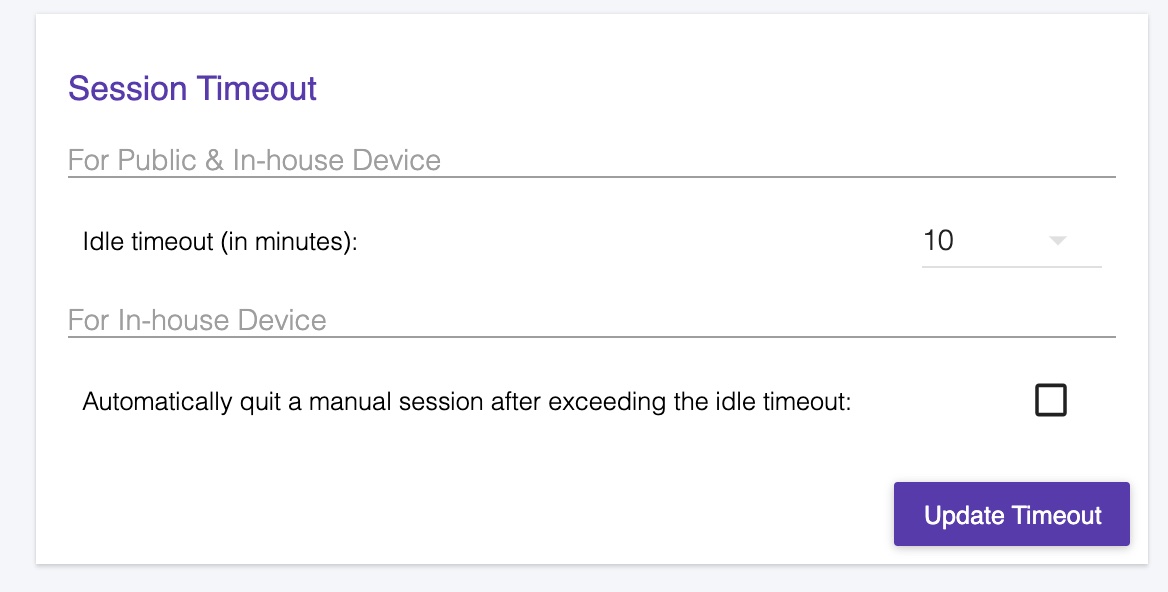 Session Timeout
For Public & In-house Device
Idle timeout (in minutes):
10
For In-house Device
Automatically quit a manual session after exceeding the idle timeout:
Update Timeout